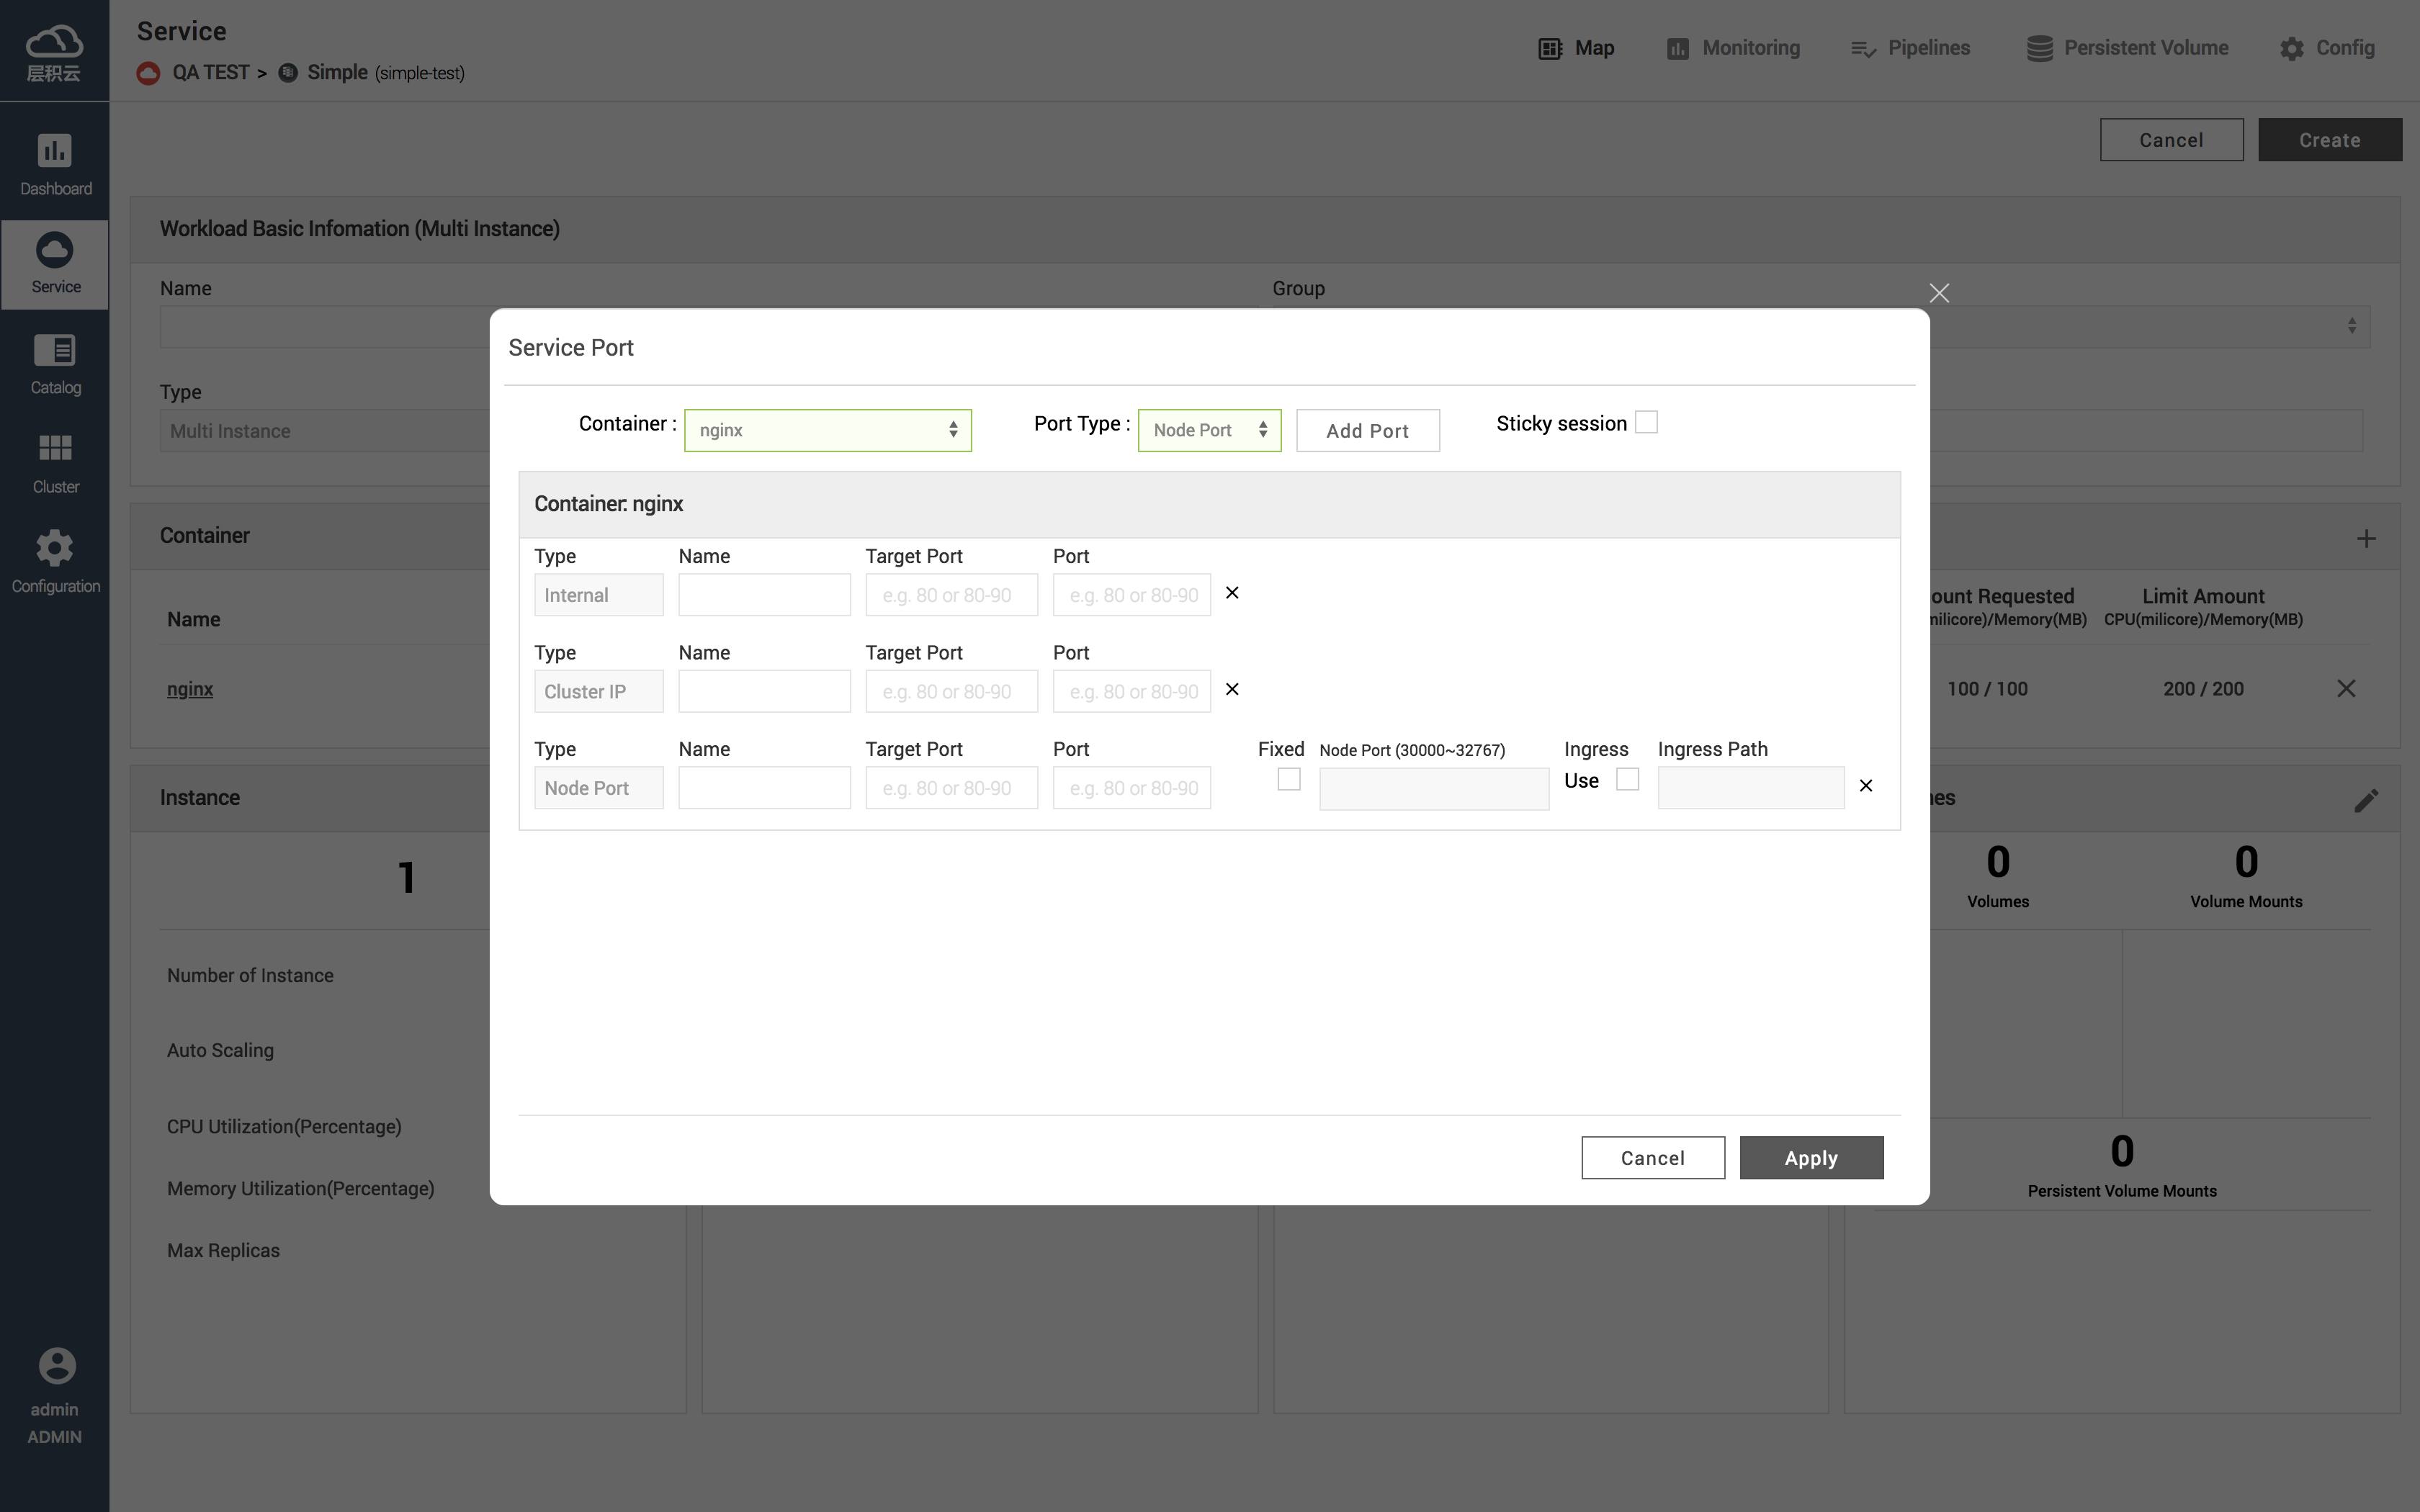 层积云
Service
QA TEST > Simple (simple-test)
Map
Monitoring
Pipelines
Persistent Volume
Config
Dashboard
Service
Catalog
Cluster
Configuration
admin
ADMIN
Cancel
Create
Workload Basic Infomation (Multi Instance)
Name
Group
Type
Multi Instance
Container
Name
ount Requested
milicore)/Memory(MB)
Limit Amount
CPU(milicore)/Memory(MB)
nginx
100 / 100
200 / 200
Instance
1
Number of Instance
Auto Scaling
CPU Utilization(Percentage)
Memory Utilization(Percentage)
Max Replicas
0
Volumes
0
Volume Mounts
0
Persistent Volume Mounts
Service Port
Container :
nginx
Port Type :
Node Port
Add Port
Sticky session
Container: nginx
Type Name Target Port Port
Internal e.g. 80 or 80-90 e.g. 80 or 80-90
Type Name Target Port Port
Cluster IP e.g. 80 or 80-90 e.g. 80 or 80-90
Type Name Target Port Port Fixed Node Port (30000~32767) Ingress Ingress Path
Node Port e.g. 80 or 80-90 e.g. 80 or 80-90 Use
Cancel
Apply